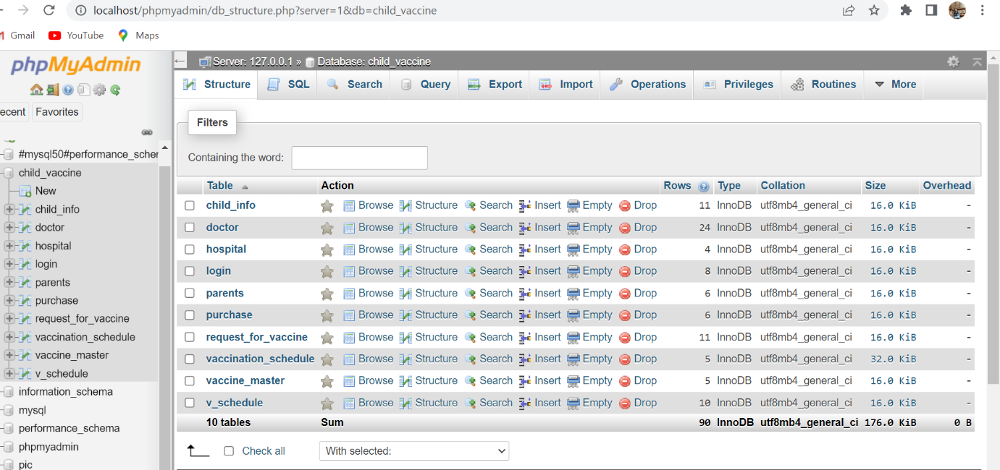 localhost/phpmyadmin/db_structure.php?server=1&db=child_vaccine
Gmail YouTube Maps
phpMyAdmin
ecent Favorites
#mysql50#performance_scher
child_vaccine
New
child_info
doctor
hospital
login
parents
purchase
request_for_vaccine
vaccination_schedule
vaccine_master
v_schedule
information_schema
mysql
performance_schema
phpmyadmin
pic
Server: 127.0.0.1 » Database: child_vaccine
Structure SQL Search Query Export Import Operations Privileges Routines More
Filters
Containing the word:
Table Action Rows Type Collation Size Overhead
child_info Browse Structure Search Insert Empty Drop 11 InnoDB utf8mb4_general_ci 16.0 KiB -
doctor Browse Structure Search Insert Empty Drop 24 InnoDB utf8mb4_general_ci 16.0 KiB -
hospital Browse Structure Search Insert Empty Drop 4 InnoDB utf8mb4_general_ci 16.0 KiB -
login Browse Structure Search Insert Empty Drop 8 InnoDB utf8mb4_general_ci 16.0 KiB -
parents Browse Structure Search Insert Empty Drop 6 InnoDB utf8mb4_general_ci 16.0 KiB -
purchase Browse Structure Search Insert Empty Drop 6 InnoDB utf8mb4_general_ci 16.0 KiB -
request_for_vaccine Browse Structure Search Insert Empty Drop 11 InnoDB utf8mb4_general_ci 16.0 KiB -
vaccination_schedule Browse Structure Search Insert Empty Drop 5 InnoDB utf8mb4_general_ci 32.0 KiB -
vaccine_master Browse Structure Search Insert Empty Drop 5 InnoDB utf8mb4_general_ci 16.0 KiB -
v_schedule Browse Structure Search Insert Empty Drop 10 InnoDB utf8mb4_general_ci 16.0 KiB -
10 tables Sum 90 InnoDB utf8mb4_general_ci 176.0 KiB 0 B
Check all With selected: